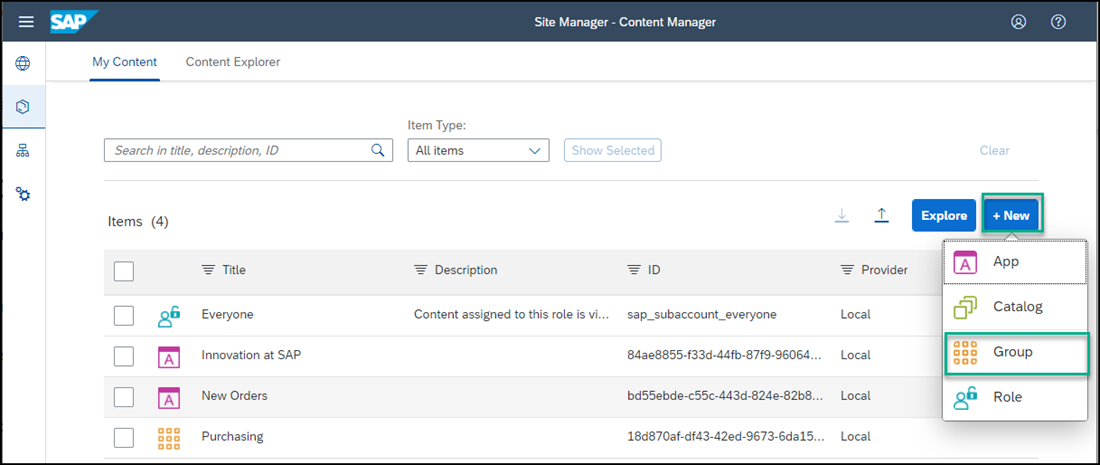 SAP
Site Manager - Content Manager
My Content Content Explorer
Item Type:
Search in title, description, ID
All items
Show Selected
Clear
Items (4)
Explore
+ New
Title Description ID Provider
Everyone Content assigned to this role is vi... sap_subaccount_everyone Local
Innovation at SAP 84ae8855-f33d-44fb-87f9-96064... Local
New Orders bd55ebde-c55c-443d-824e-82b8... Local
Purchasing 18d870af-df43-42ed-9673-6da15... Local
App
Catalog
Group
Role